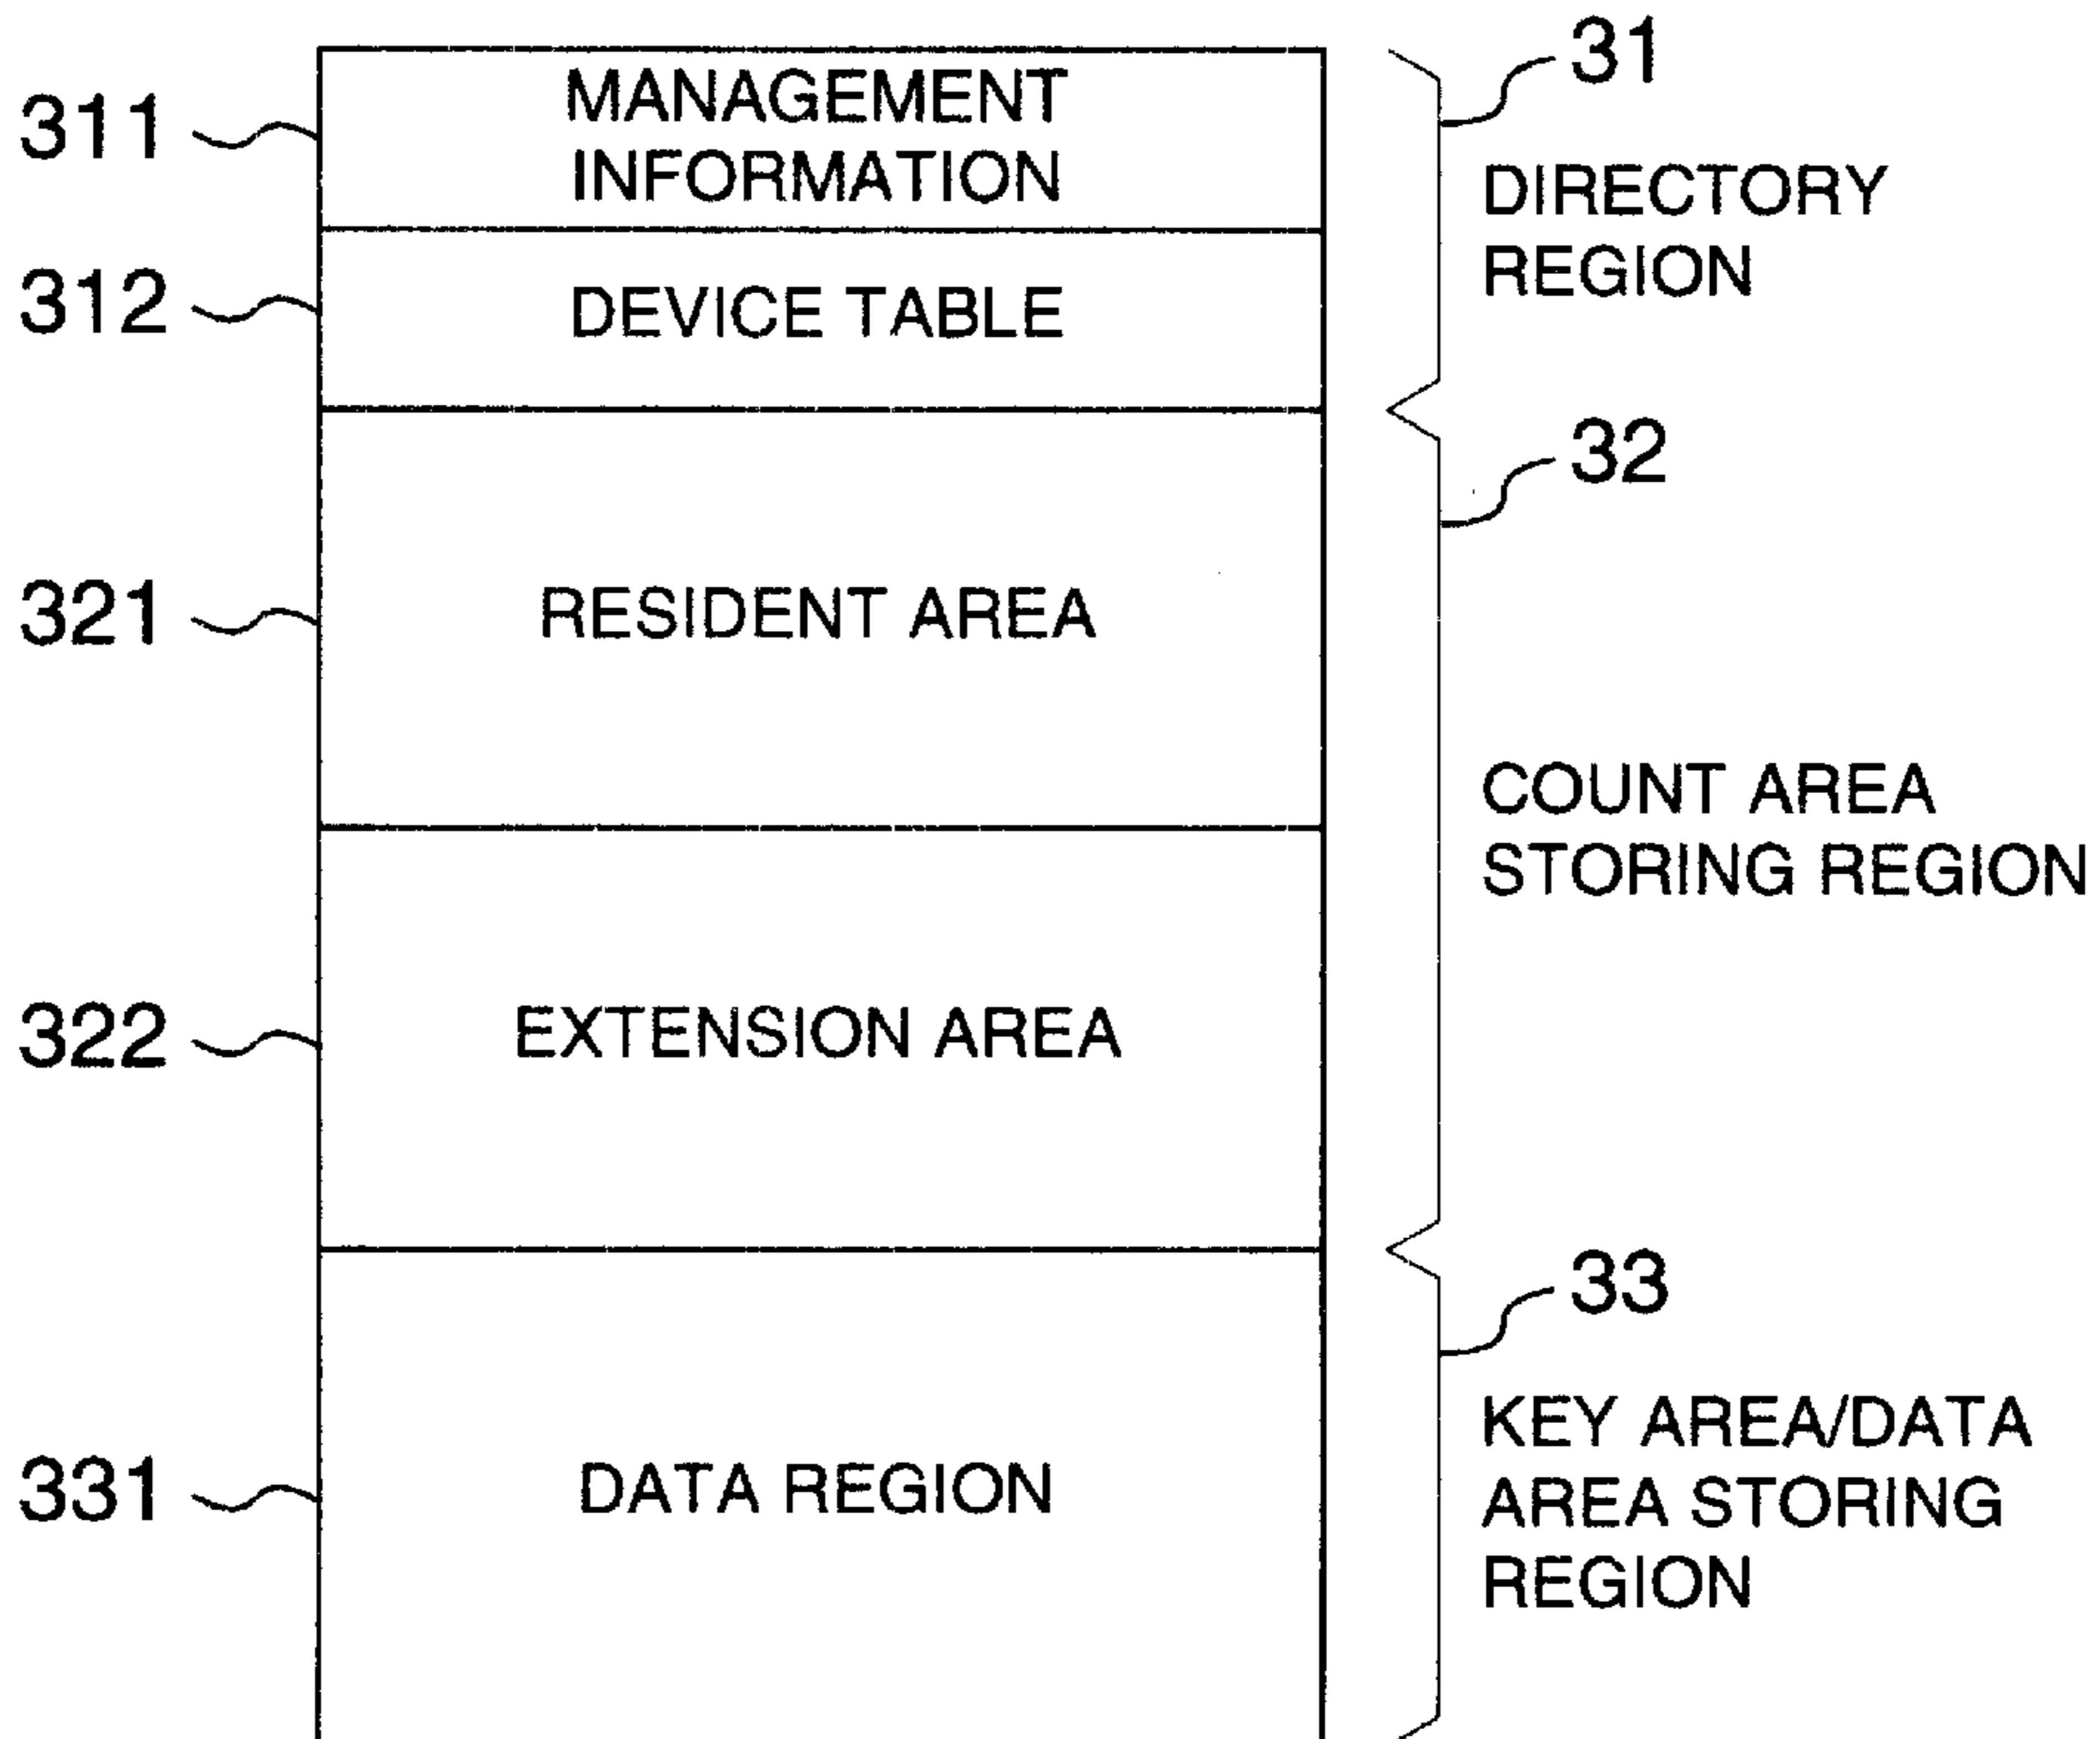 31
311
MANAGEMENT
INFORMATION
DIRECTORY
REGION
312
DEVICE TABLE
32
321
RESIDENT AREA
COUNT AREA
STORING REGION
322
EXTENSION AREA
33
KEY AREA/DATA
AREA STORING
REGION
331
DATA REGION